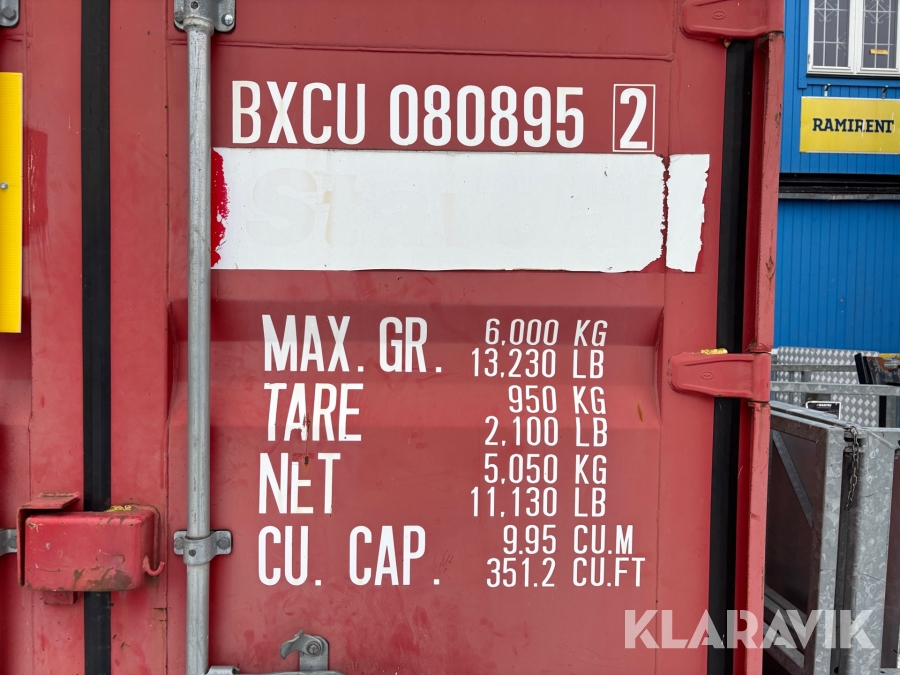 BXCU 080895 2
RAMIRENT
MAX. GR. 6,000 KG
13,230 LB
TARE 950 KG
2,100 LB
NET 5,050 KG
11,130 LB
CU. CAP. 9.95 CU.M
351.2 CU.FT
KLARAVIK